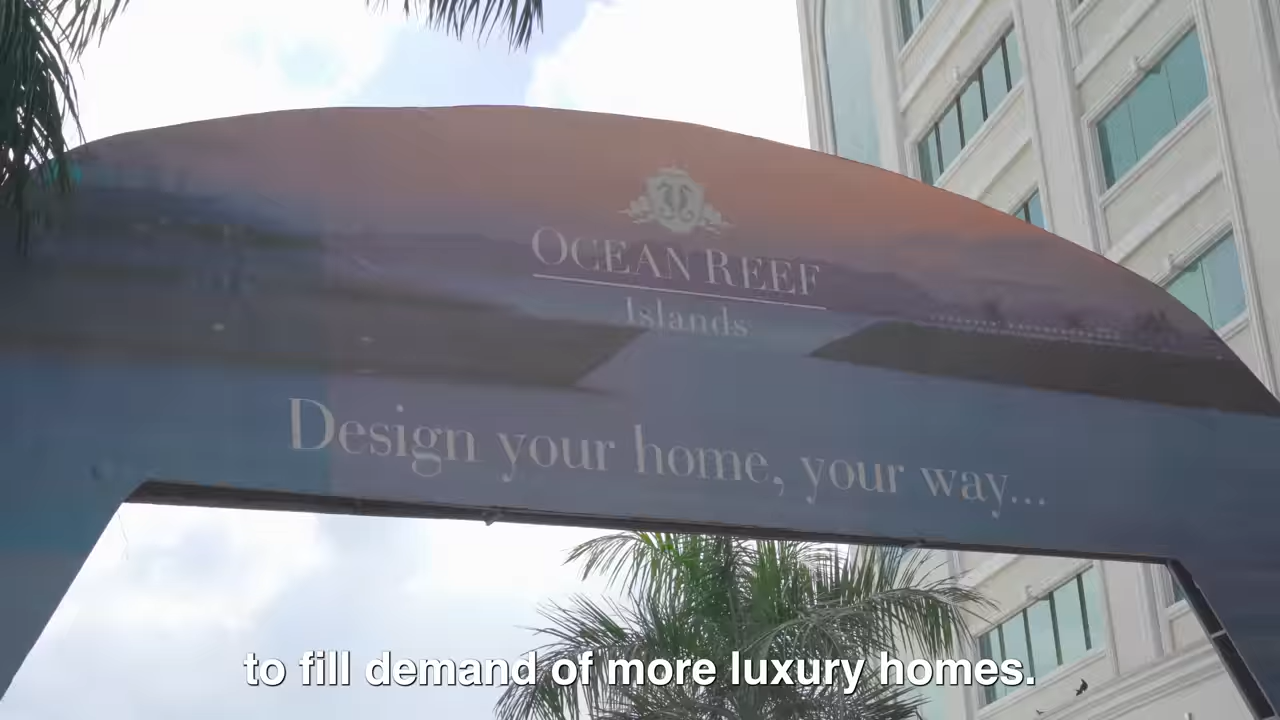 OCEAN REEF
Islands
Design your home, your way...
to fill demand of more luxury homes.